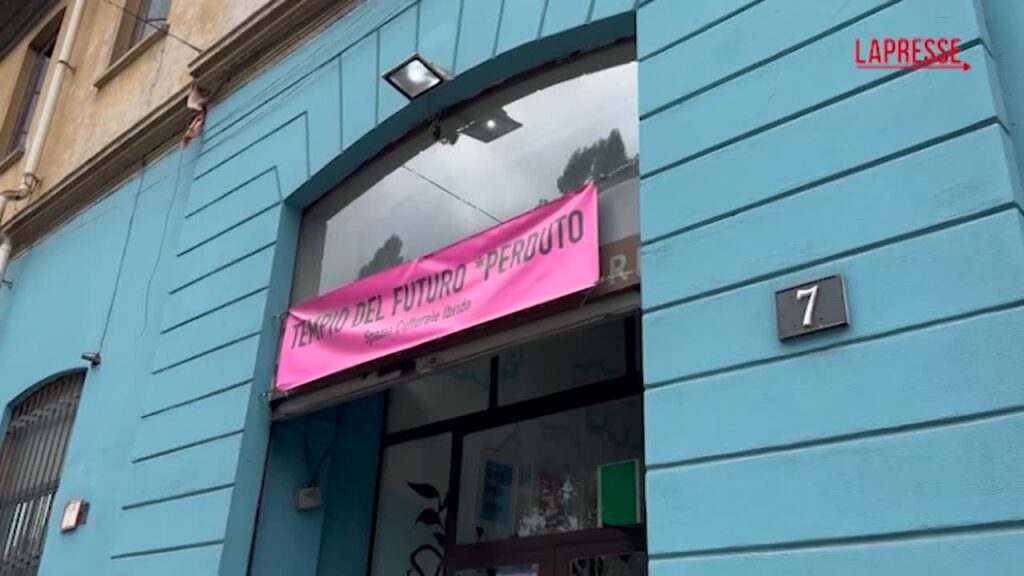 LAPRESSE
TEMPIO DEL FUTURO *PERDUTO
Spazio Culturale Ibrido
7